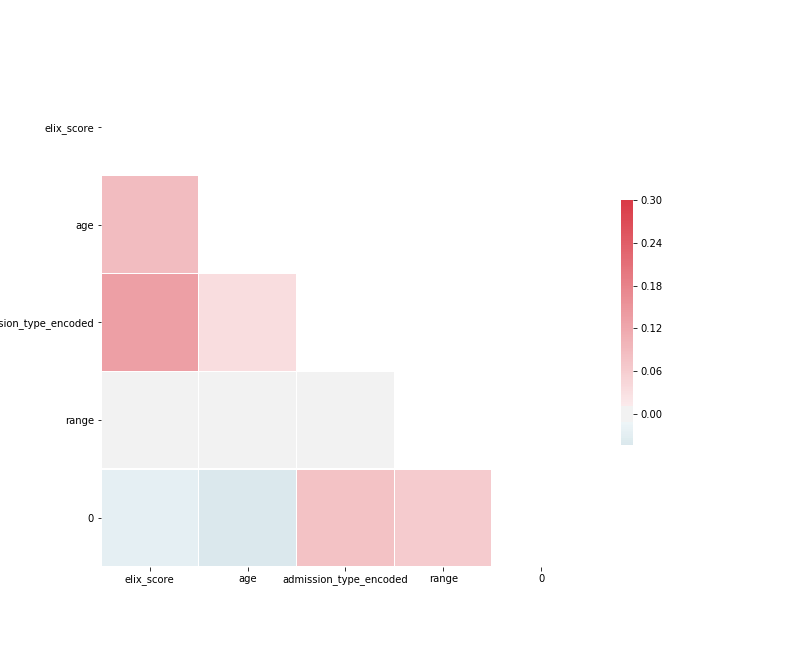 elix_score
age
sion_type_encoded
range
0
elix_score
age
admission_type_encoded
range
0
0.30
0.24
0.18
0.12
0.06
0.00